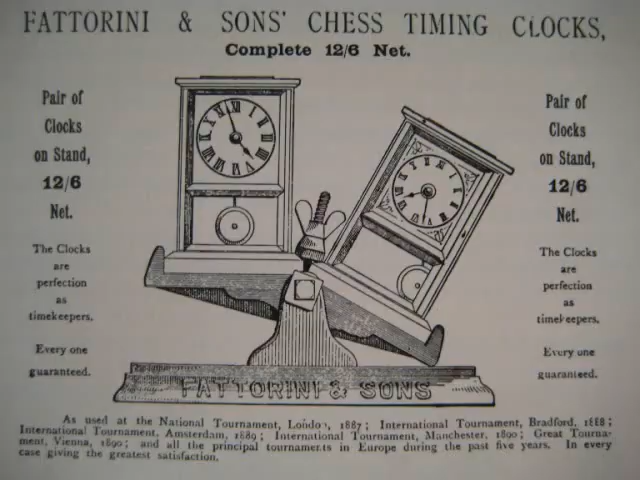 FATTORINI & SONS' CHESS TIMING CLOCKS,
Complete 12/6 Net.
Pair of
Clocks
on Stand,
12/6
Net.
The Clocks
are
perfection
as
timekeepers.
Every one
guaranteed.
Pair of
Clocks
on Stand,
12/6
Net.
The Clocks
are
perfection
as
timekeepers.
Every one
guaranteed.
FATTORINI & SONS
As used at the National Tournament, London, 1887; International Tournament, Bradford, 1888;
International Tournament, Amsterdam, 1889; International Tournament, Manchester, 1890; Great Tourna-
ment, Vienna, 1890; and all the principal tournaments in Europe during the past five years. In every
case giving the greatest satisfaction.